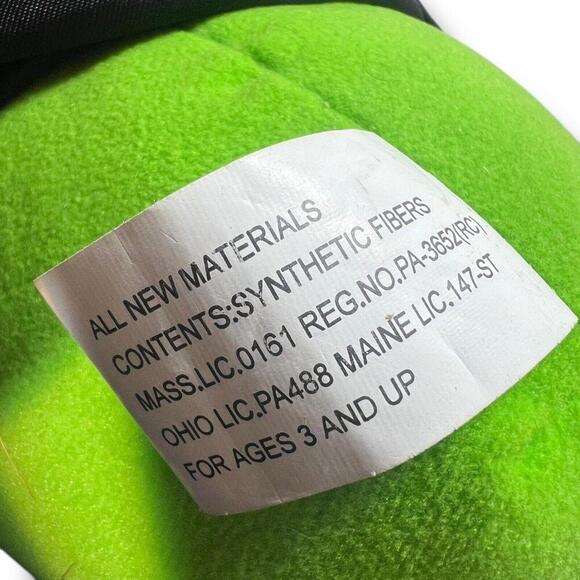 ALL NEW MATERIALS
CONTENTS:SYNTHETIC FIBERS
MASS.LIC.0161 REG.NO.PA-3652(RC)
OHIO LIC.PA488 MAINE LIC.147-ST
FOR AGES 3 AND UP